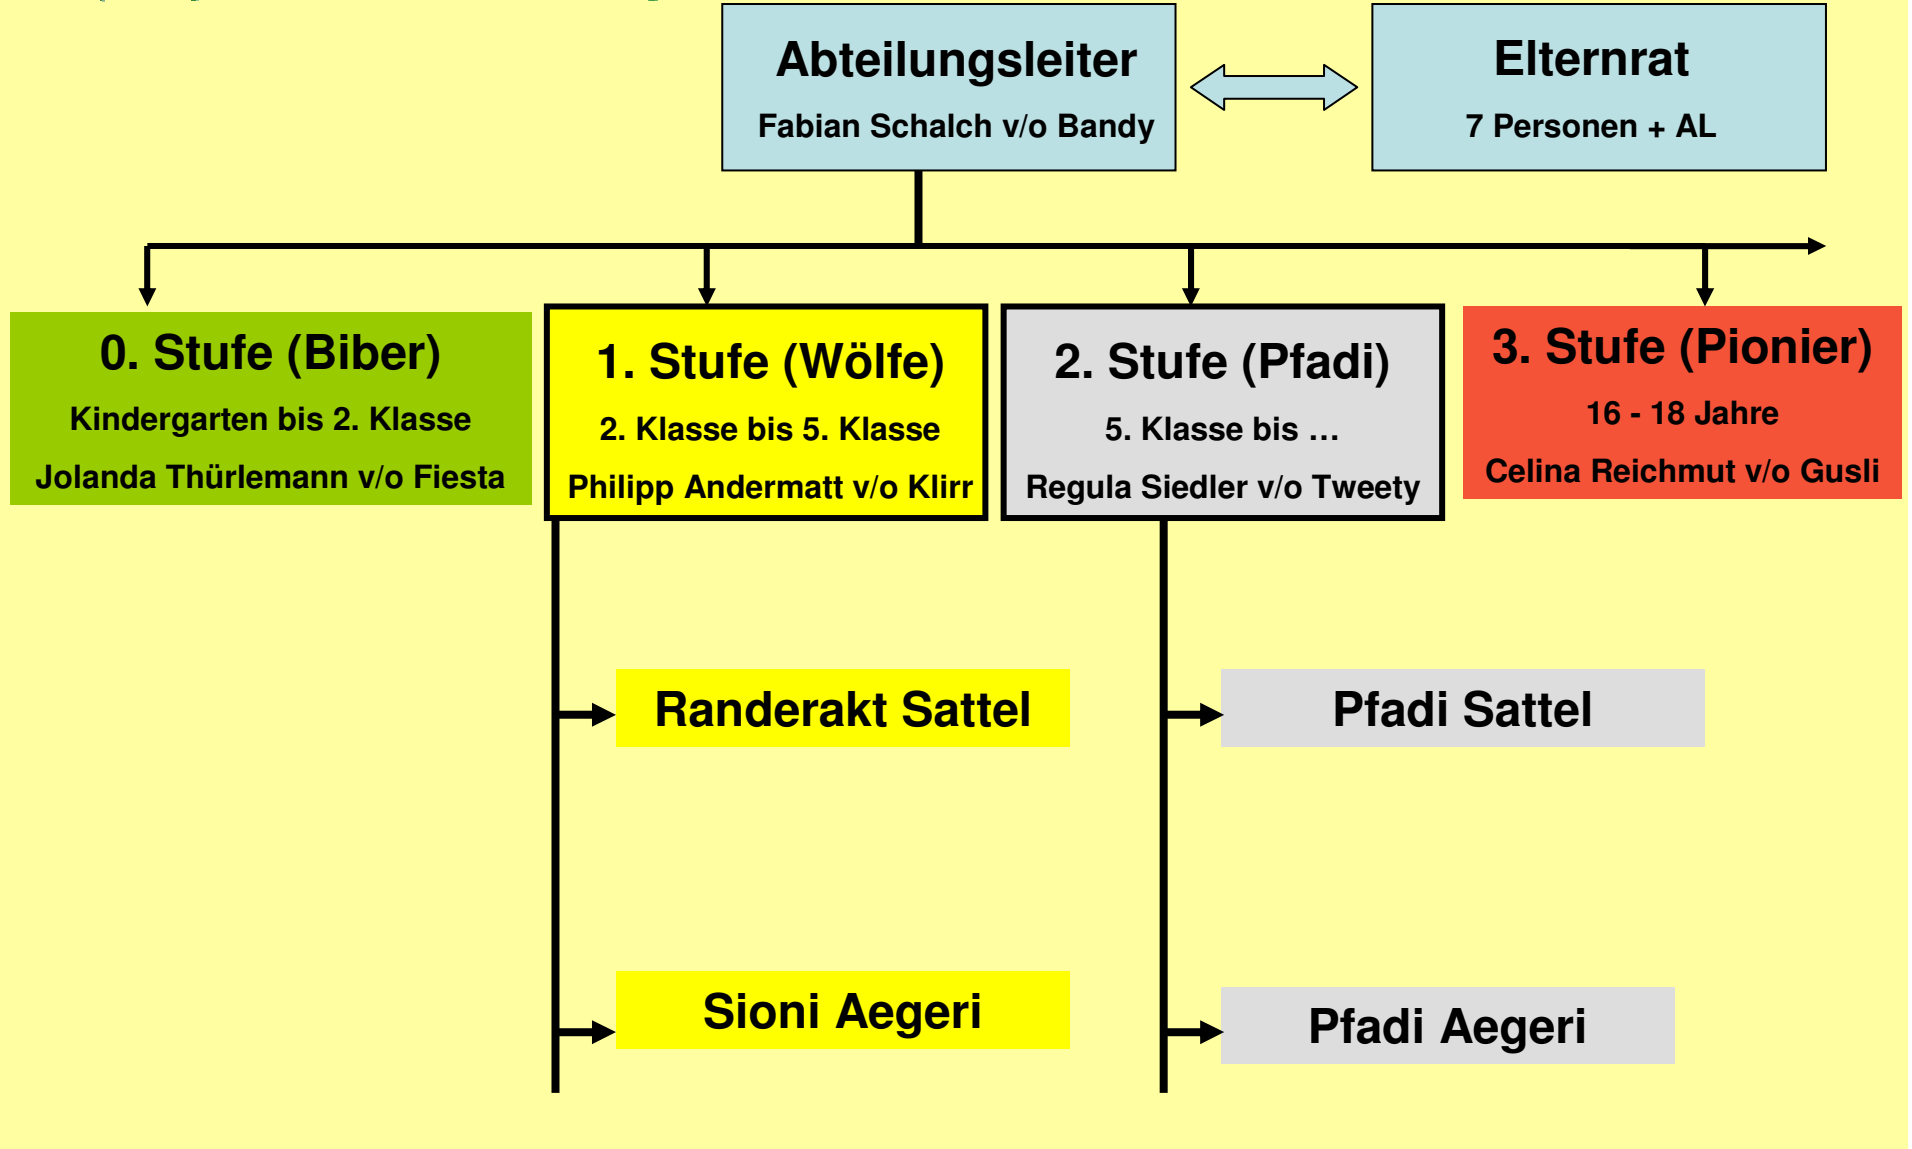 Abteilungsleiter
Fabian Schalch v/o Bandy
Elternrat
7 Personen + AL
0. Stufe (Biber)
Kindergarten bis 2. Klasse
Jolanda Thürlemann v/o Fiesta
1. Stufe (Wölfe)
2. Klasse bis 5. Klasse
Philipp Andermatt v/o Klirr
2. Stufe (Pfadi)
5. Klasse bis …
Regula Siedler v/o Tweety
3. Stufe (Pionier)
16 - 18 Jahre
Celina Reichmut v/o Gusli
Randerakt Sattel
Pfadi Sattel
Sioni Aegeri
Pfadi Aegeri